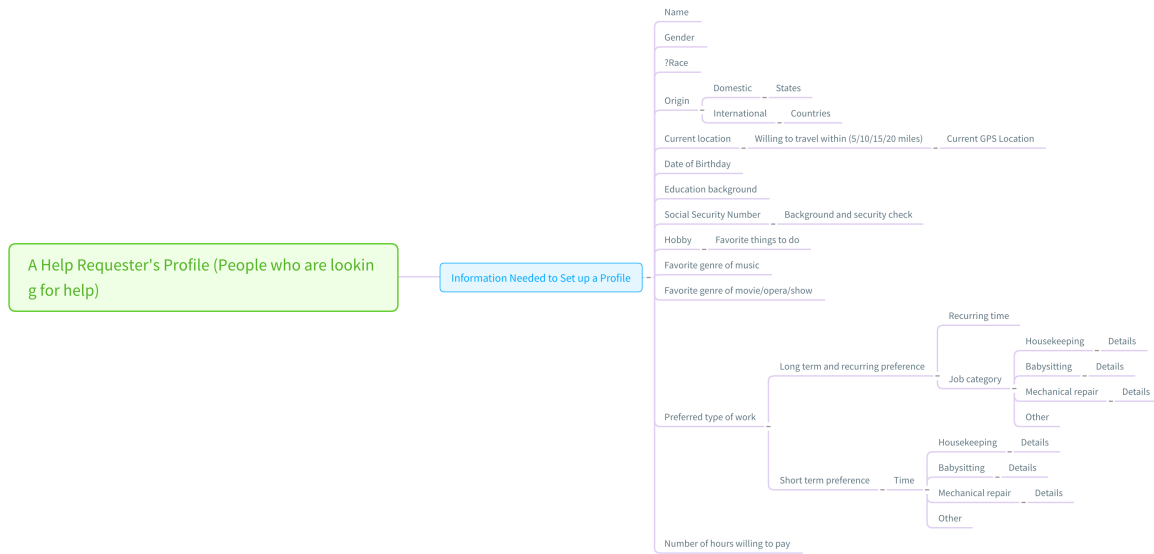 Name
Gender
?Race
Domestic
States
Origin
International
Countries
Current location
Willing to travel within (5/10/15/20 miles)
Current GPS Location
Date of Birthday
Education background
Social Security Number
Background and security check
Hobby
Favorite things to do
A Help Requester's Profile (People who are lookin
g for help)
Information Needed to Set up a Profile
Favorite genre of music
Favorite genre of movie/opera/show
Recurring time
Housekeeping
Details
Long term and recurring preference
Babysitting
Details
Job category
Mechanical repair
Details
Preferred type of work
Other
Housekeeping
Details
Babysitting
Details
Short term preference
Time
Mechanical repair
Details
Other
Number of hours willing to pay